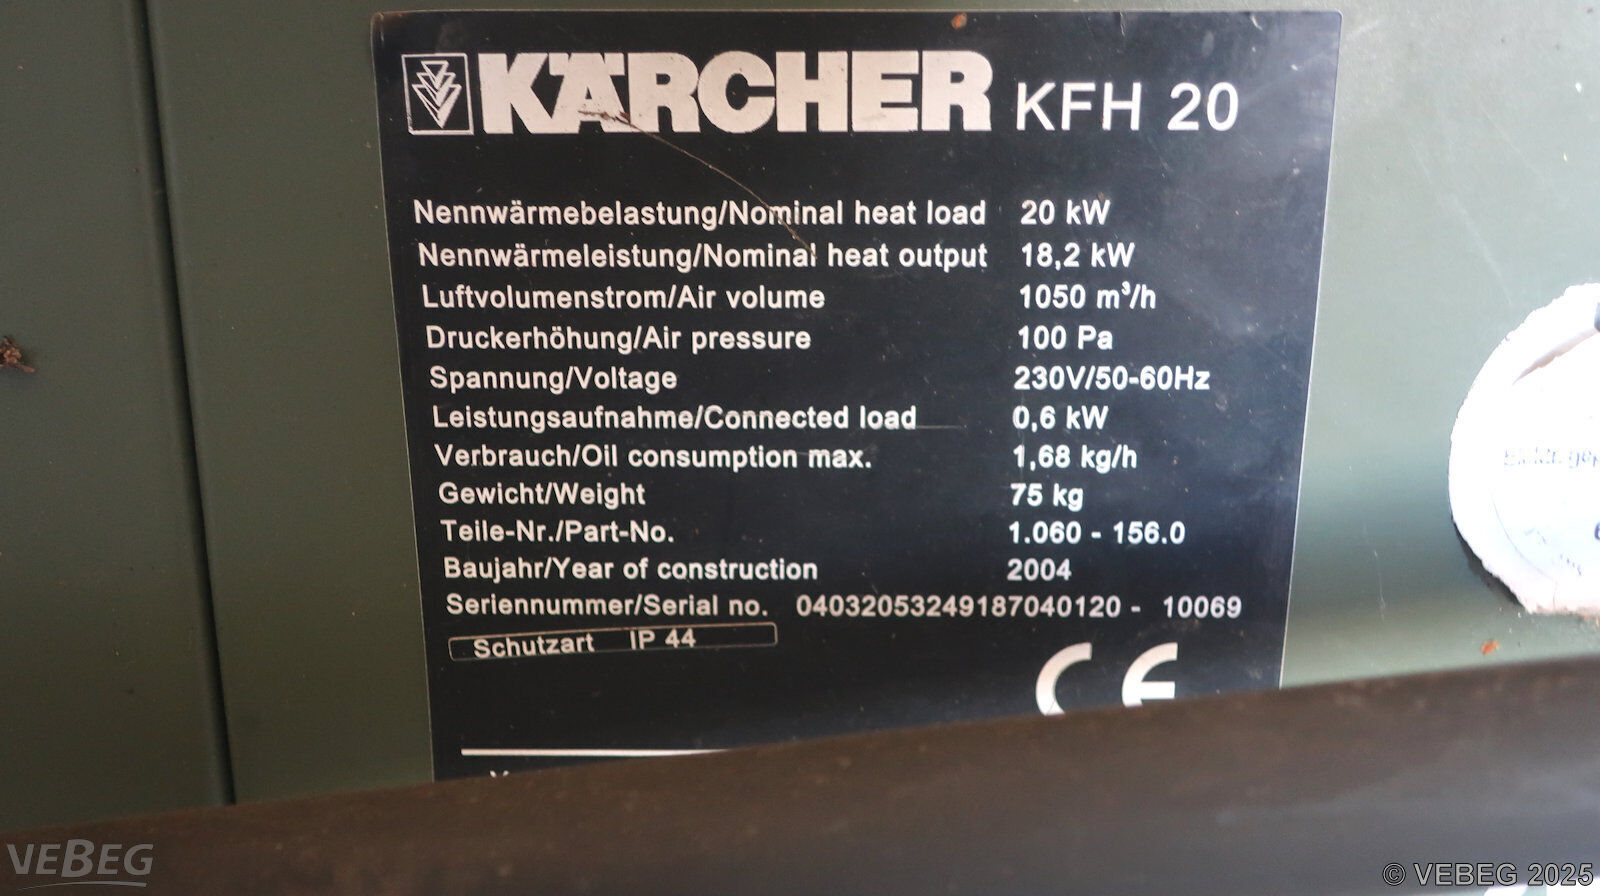 KÄRCHER KFH 20
Nennwärmebelastung/Nominal heat load 20 kW
Nennwärmeleistung/Nominal heat output 18,2 kW
Luftvolumenstrom/Air volume 1050 m³/h
Druckerhöhung/Air pressure 100 Pa
Spannung/Voltage 230V/50-60Hz
Leistungsaufnahme/Connected load 0,6 kW
Verbrauch/Oil consumption max. 1,68 kg/h
Gewicht/Weight 75 kg
Teile-Nr./Part-No. 1.060 - 156.0
Baujahr/Year of construction 2004
Seriennummer/Serial no. 04032053249187040120 - 10069
Schutzart IP 44
CE
VEBEG
© VEBEG 2025